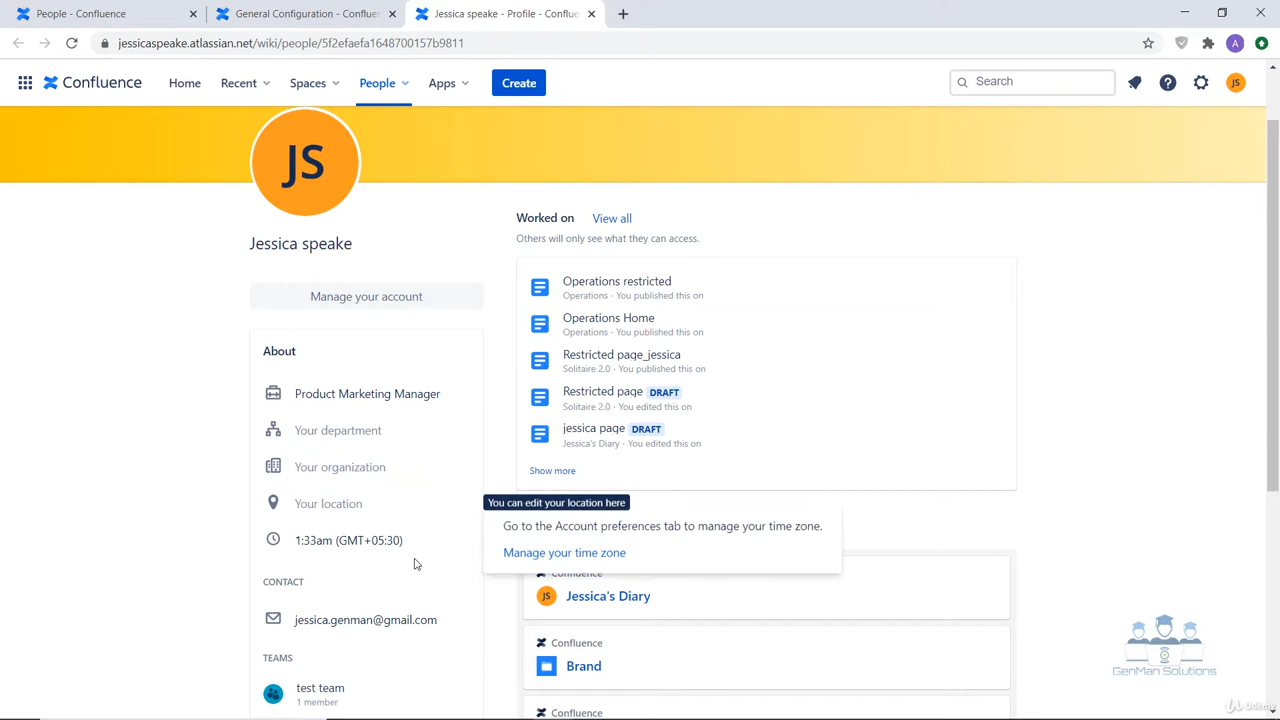 People - Confluence
General Configuration - Confluen
Jessica speake - Profile - Conflue
jessicaspeake.atlassian.net/wiki/people/5f2efaefa1648700157b9811
A
Confluence
Home
Recent
Spaces
People
Apps
Create
Search
JS
JS
Jessica speake
Manage your account
About
Product Marketing Manager
Your department
Your organization
Your location
1:33am (GMT+05:30)
CONTACT
jessica.genman@gmail.com
TEAMS
test team
1 member
Worked on View all
Others will only see what they can access.
Operations restricted
Operations · You published this on
Operations Home
Operations · You published this on
Restricted page_jessica
Solitaire 2.0 · You published this on
Restricted page DRAFT
Solitaire 2.0 · You edited this on
jessica page DRAFT
Jessica's Diary · You edited this on
Show more
You can edit your location here
Go to the Account preferences tab to manage your time zone.
Manage your time zone
Confluence
JS Jessica's Diary
Confluence
Brand
Confluence
GenMan Solutions
Udemy